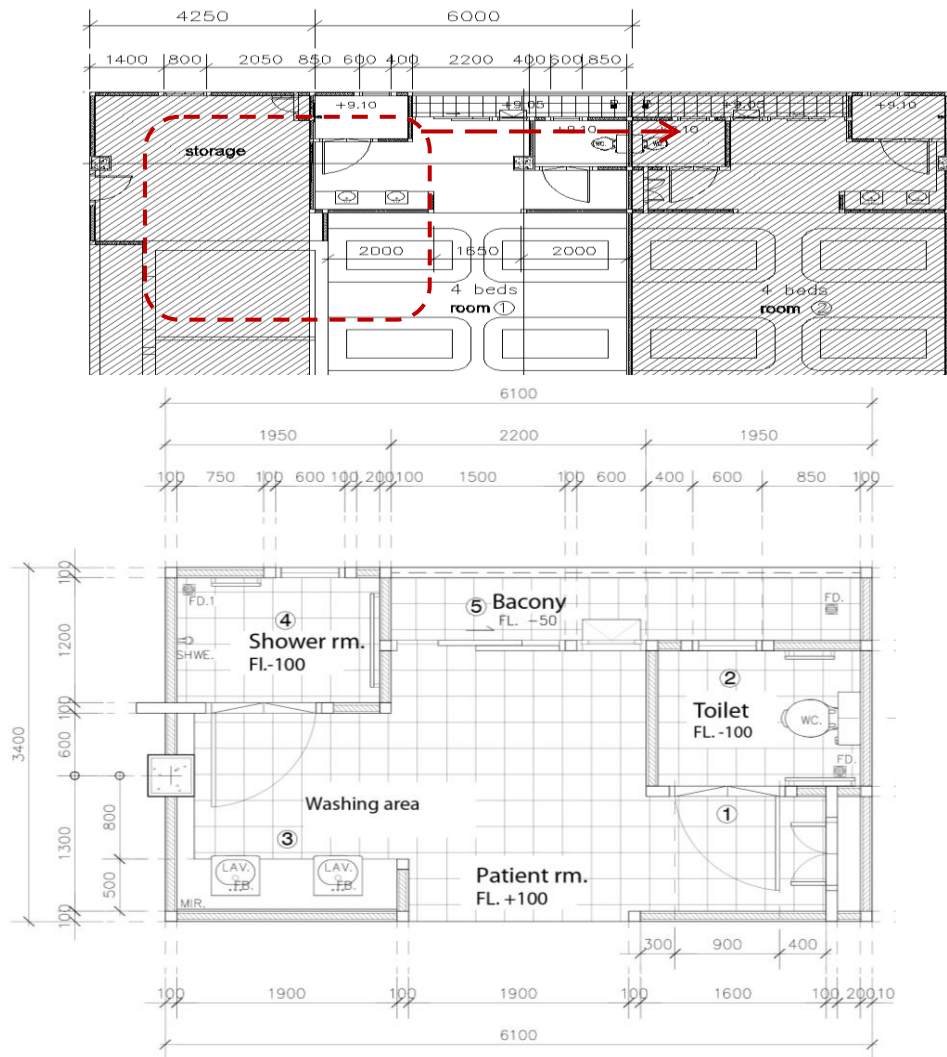 4250 6000
1400 800 2050 850 600 400 2200 400 600 850
+9.10 +9.05 +9.10 +9.05 +9.10
storage
WC. WC.
2000 1650 2000
4 beds 4 beds
room ① room ②
6100
1950 2200 1950
100 750 100 600 100 200 100 1500 100 600 400 600 850 100
100
1200
100
600
1300
100
3400
800
500
FD.1
④
Shower rm.
Fl.-100
SHWE.
⑤ Bacony
FL. -50
FD.
②
Toilet
FL. -100
WC.
FD.
Washing area
①
③
LAV. LAV.
F.B. F.B.
MIR.
Patient rm.
FL. +100
300 900 400
100 1900 100 1900 100 1600 100 200 10
6100